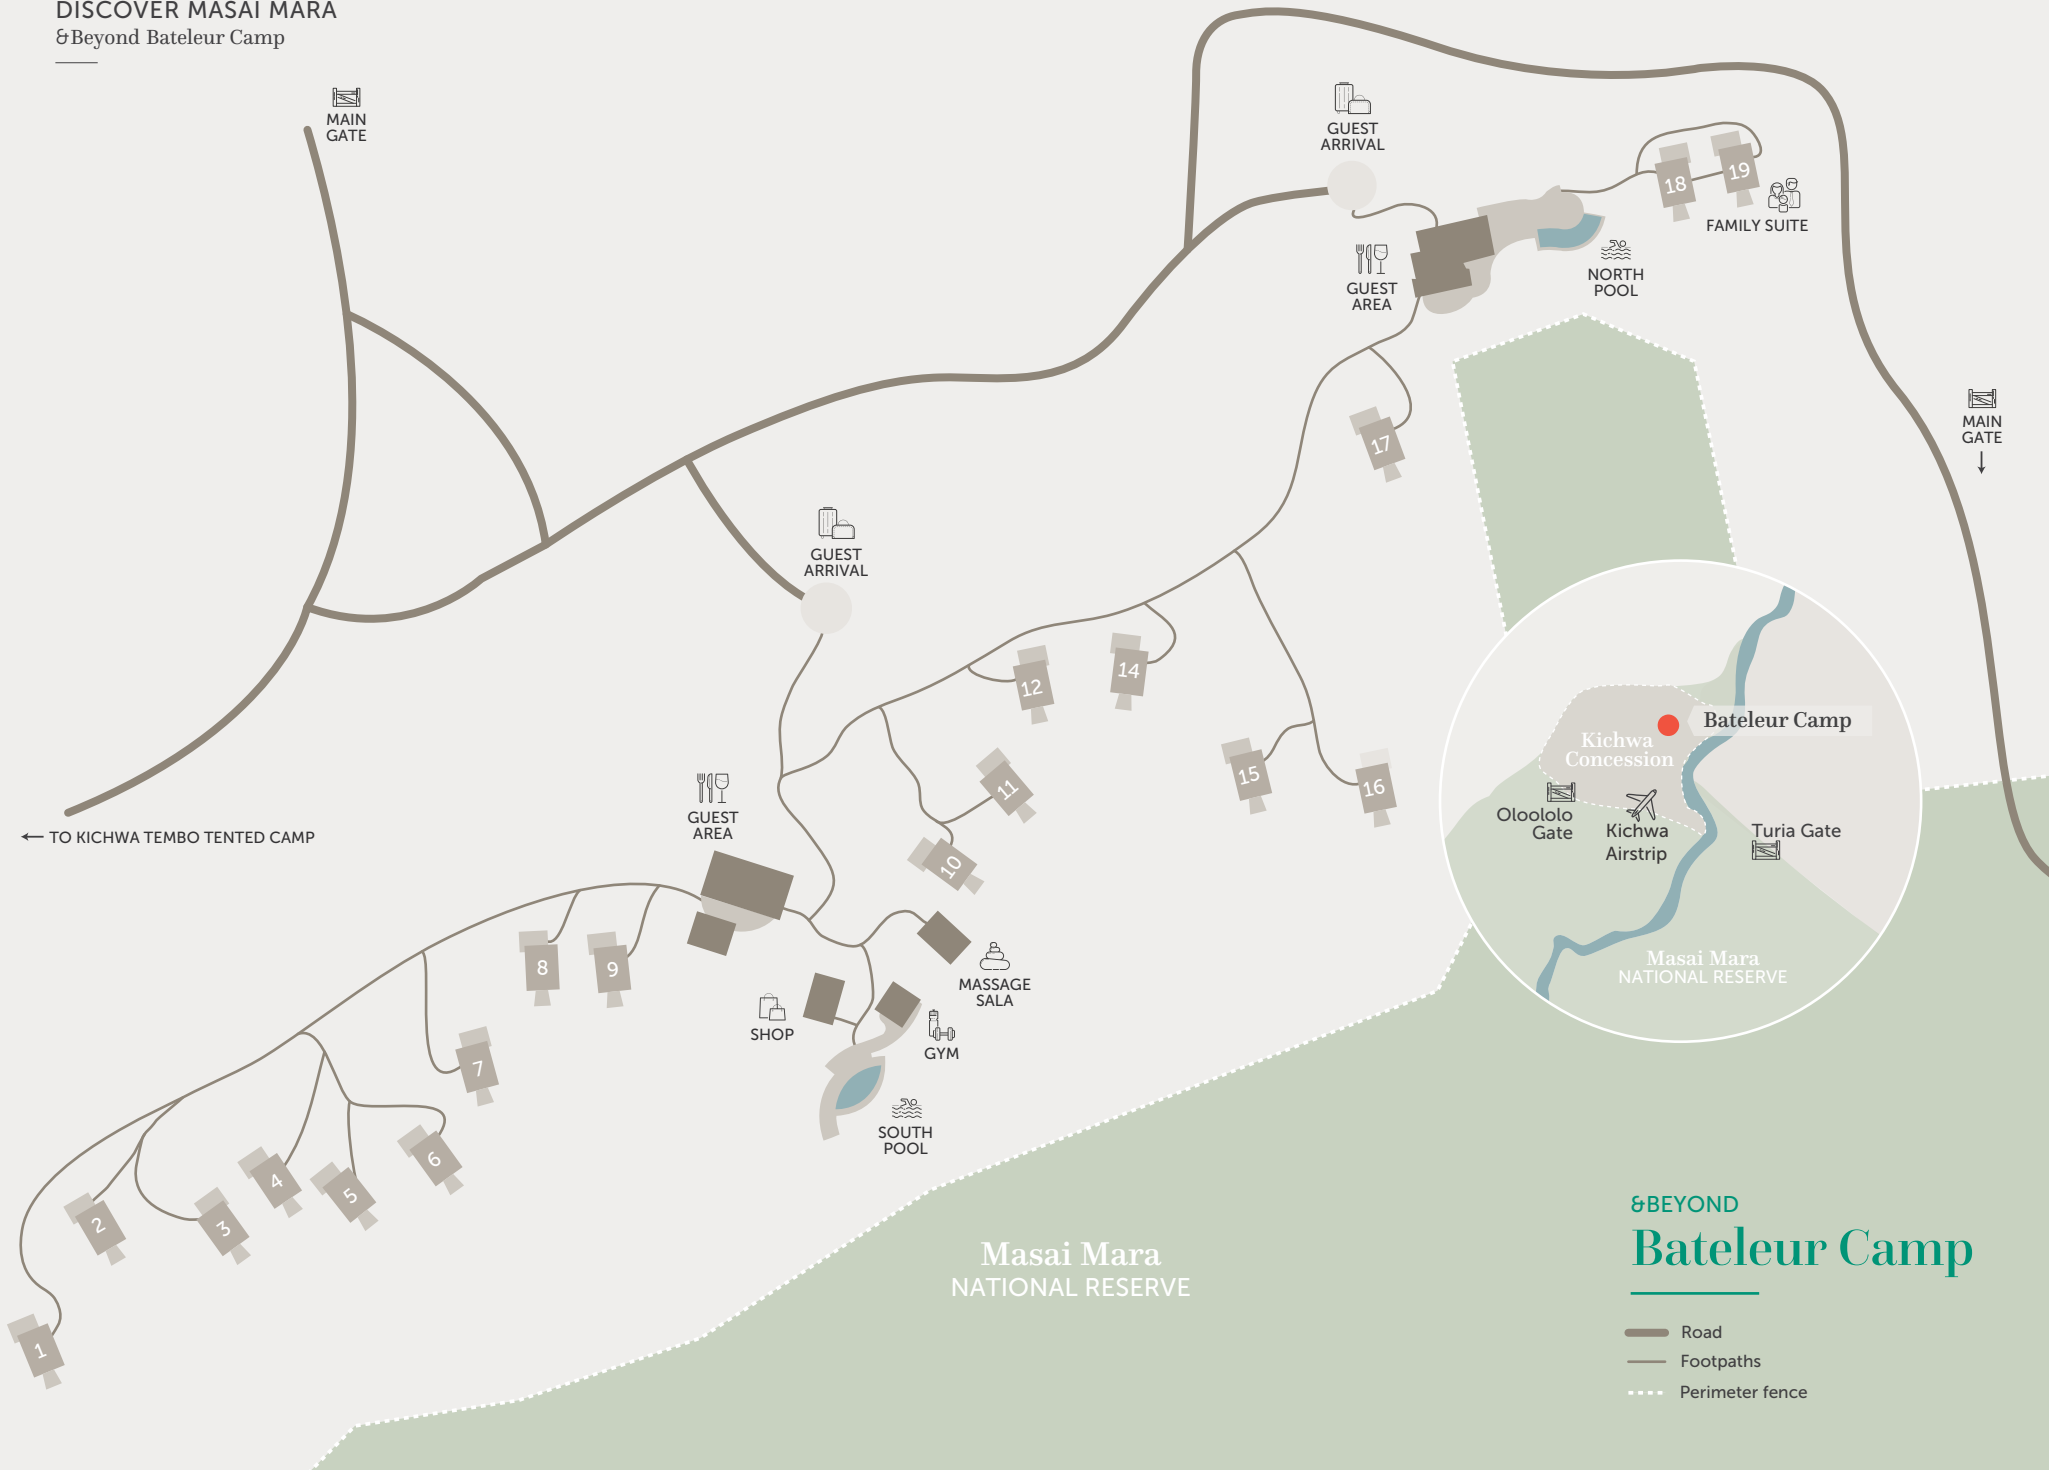 DISCOVER MASAI MARA
&Beyond Bateleur Camp
MAIN
GATE
GUEST
ARRIVAL
18
19
FAMILY SUITE
NORTH
POOL
GUEST
AREA
17
MAIN
GATE
GUEST
ARRIVAL
12
14
15
16
11
10
GUEST
AREA
← TO KICHWA TEMBO TENTED CAMP
8
9
7
MASSAGE
SALA
SHOP
GYM
SOUTH
POOL
6
5
4
3
2
1
Bateleur Camp
Kichwa
Concession
Oloololo
Gate
Kichwa
Airstrip
Turia Gate
Masai Mara
NATIONAL RESERVE
Masai Mara
NATIONAL RESERVE
&BEYOND
Bateleur Camp
Road
Footpaths
Perimeter fence